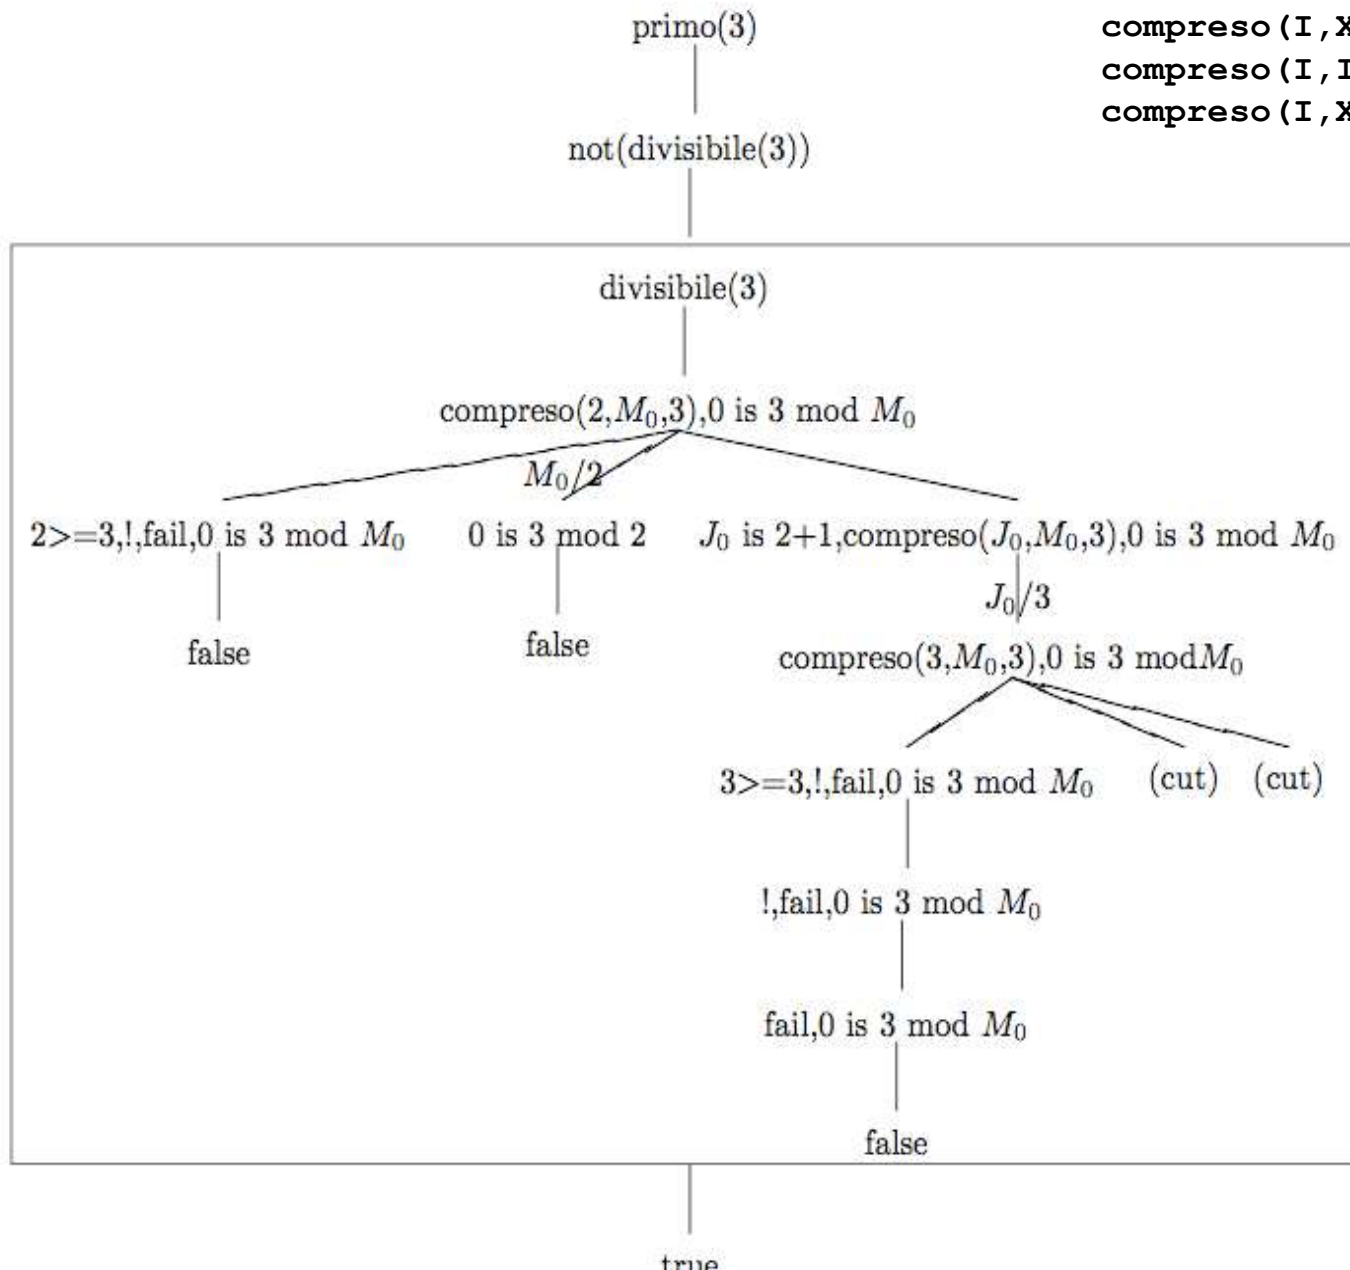 primo(3)
compreso(I,X
compreso(I,I
compreso(I,X
not(divisibile(3))
divisibile(3)
compreso(2,M₀,3),0 is 3 mod M₀
M₀/2
2>=3,!,fail,0 is 3 mod M₀
0 is 3 mod 2
J₀ is 2+1,compreso(J₀,M₀,3),0 is 3 mod M₀
J₀/3
false
false
compreso(3,M₀,3),0 is 3 modM₀
3>=3,!,fail,0 is 3 mod M₀
(cut)
(cut)
!,fail,0 is 3 mod M₀
fail,0 is 3 mod M₀
false
true